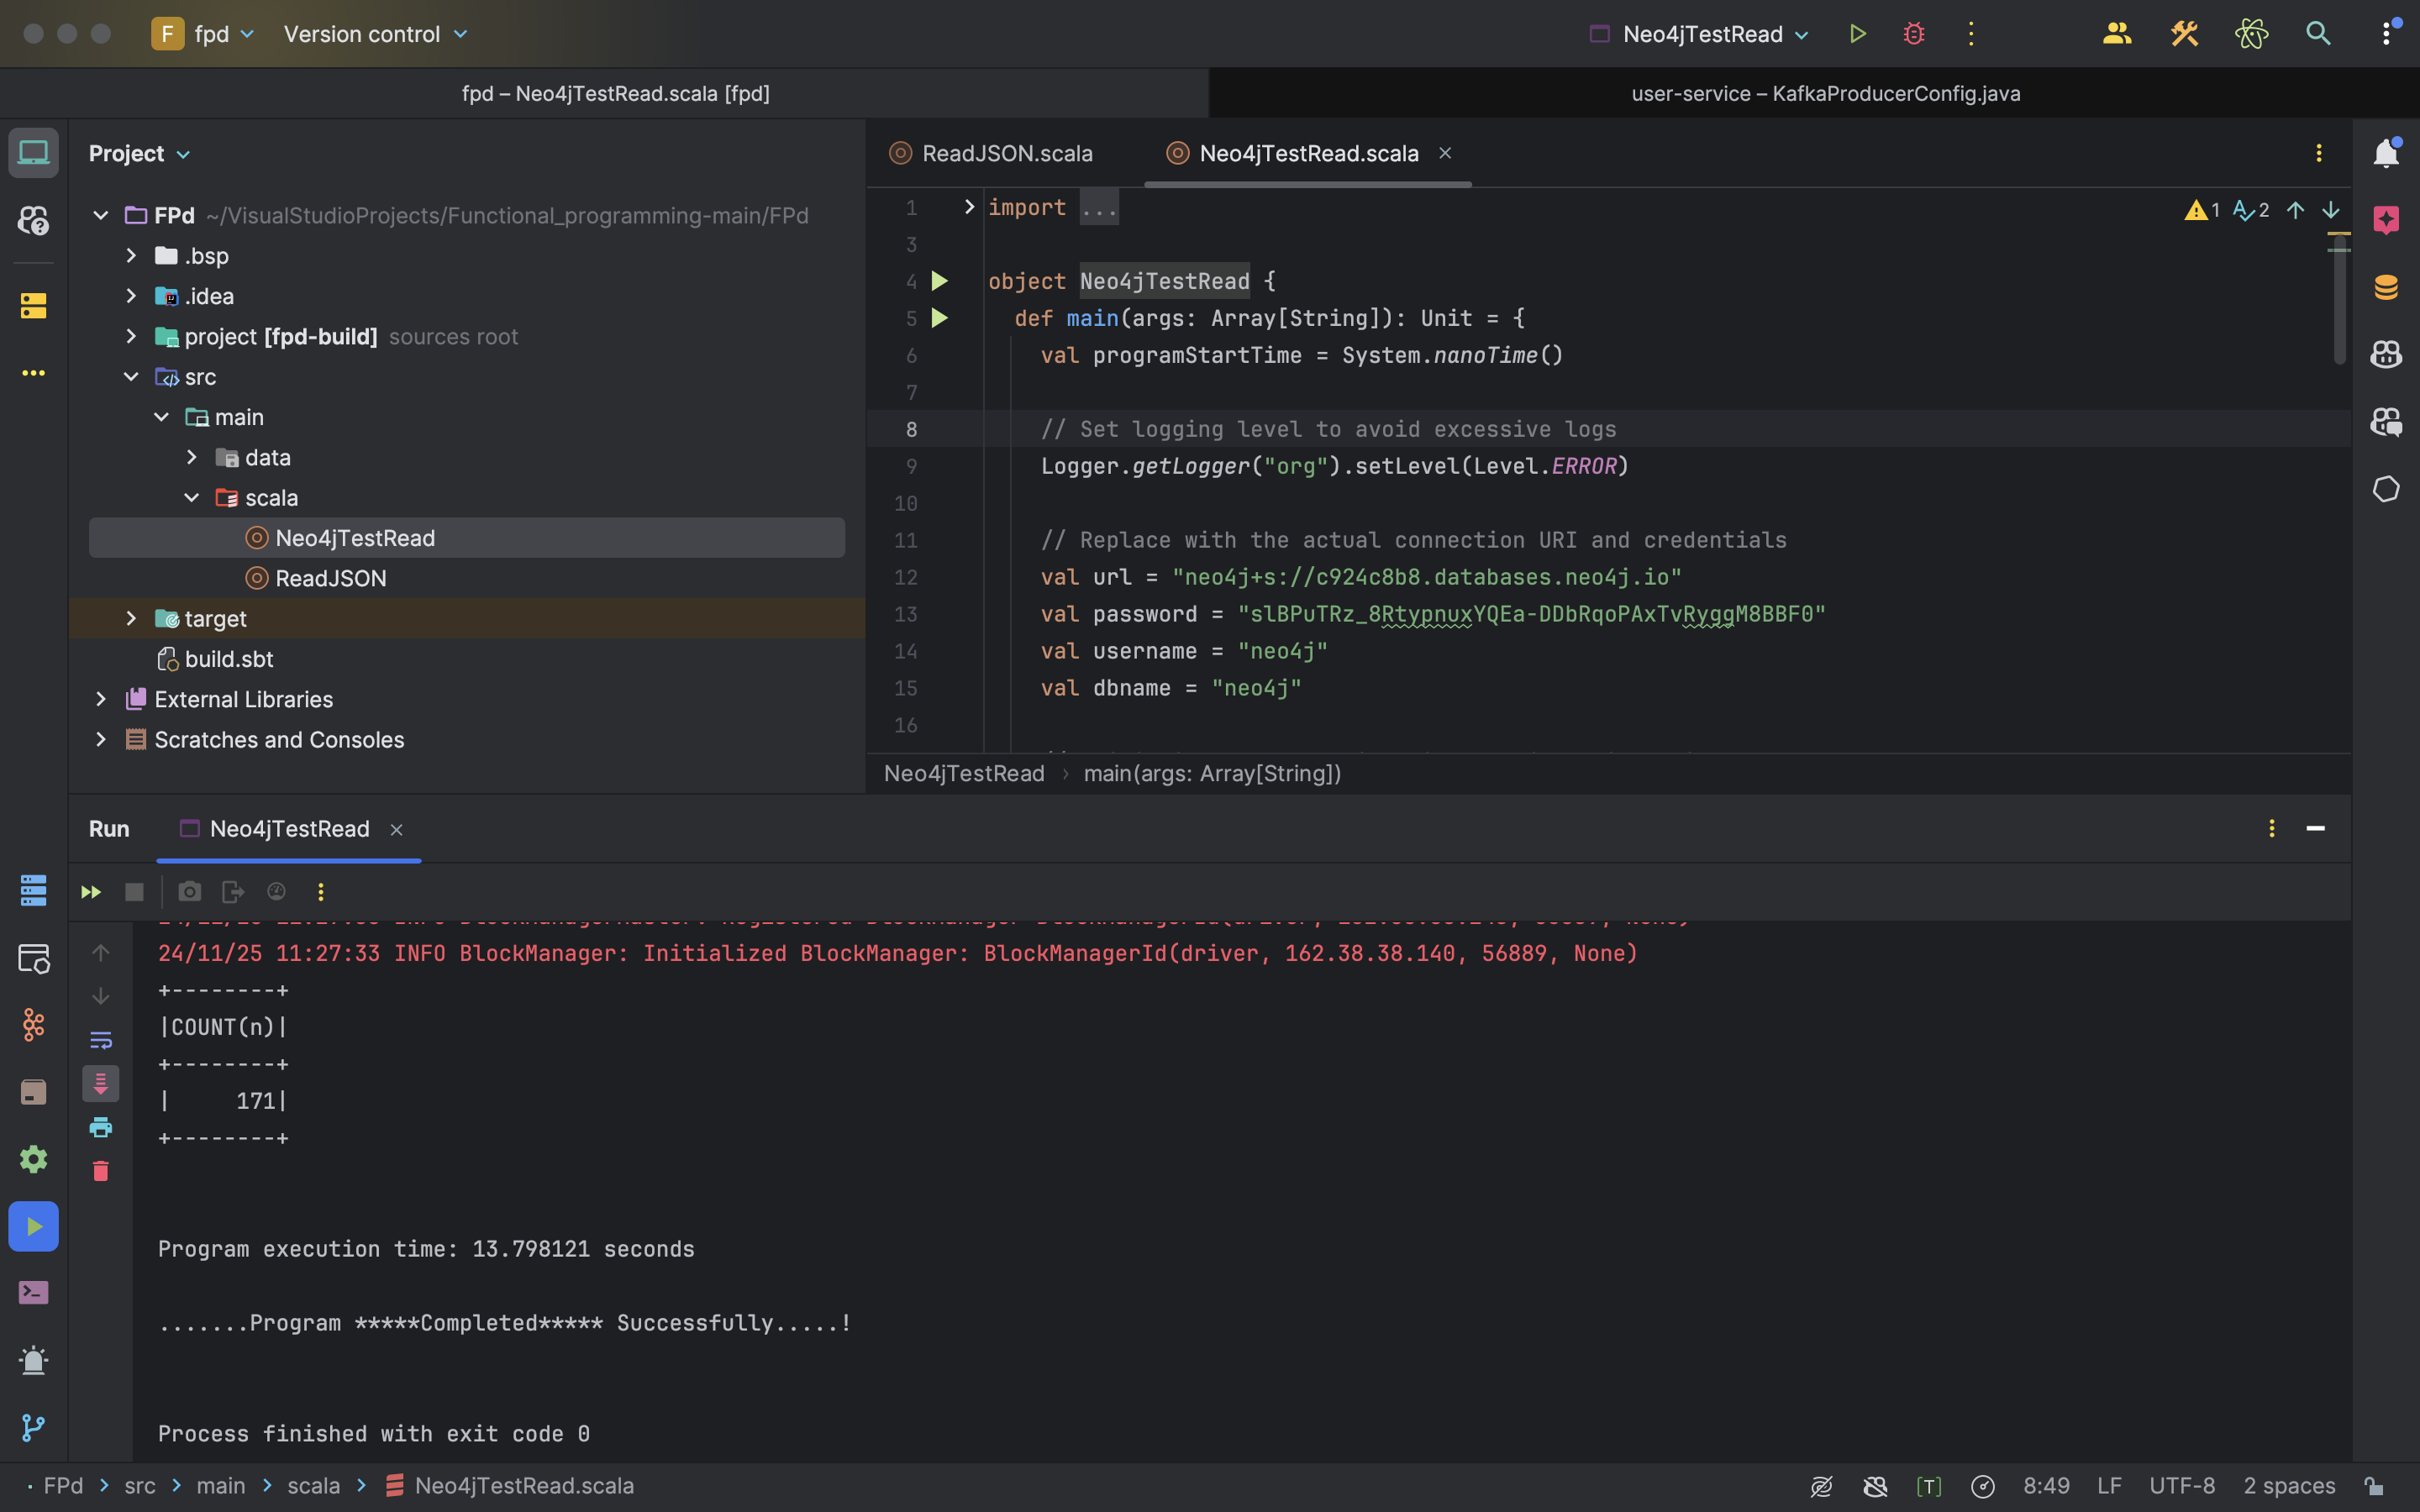 F fpd Version control Neo4jTestRead
fpd – Neo4jTestRead.scala [fpd] user-service – KafkaProducerConfig.java
Project
FPd ~/VisualStudioProjects/Functional_programming-main/FPd
.bsp
.idea
project [fpd-build] sources root
src
main
data
scala
Neo4jTestRead
ReadJSON
target
build.sbt
External Libraries
Scratches and Consoles
ReadJSON.scala Neo4jTestRead.scala
1 import ...
1 2
3
4 object Neo4jTestRead {
5 def main(args: Array[String]): Unit = {
6 val programStartTime = System.nanoTime()
7
8 // Set logging level to avoid excessive logs
9 Logger.getLogger("org").setLevel(Level.ERROR)
10
11 // Replace with the actual connection URI and credentials
12 val url = "neo4j+s://c924c8b8.databases.neo4j.io"
13 val password = "slBPuTRz_8RtypnuxYQEa-DDbRqoPAxTvRyggM8BBF0"
14 val username = "neo4j"
15 val dbname = "neo4j"
16
Neo4jTestRead › main(args: Array[String])
Run Neo4jTestRead
24/11/25 11:27:33 INFO BlockManager: Initialized BlockManager: BlockManagerId(driver, 162.38.38.140, 56889, None)
+--------+
|COUNT(n)|
+--------+
|     171|
+--------+
Program execution time: 13.798121 seconds
.......Program *****Completed***** Successfully.....!
Process finished with exit code 0
FPd > src > main > scala > Neo4jTestRead.scala 8:49 LF UTF-8 2 spaces